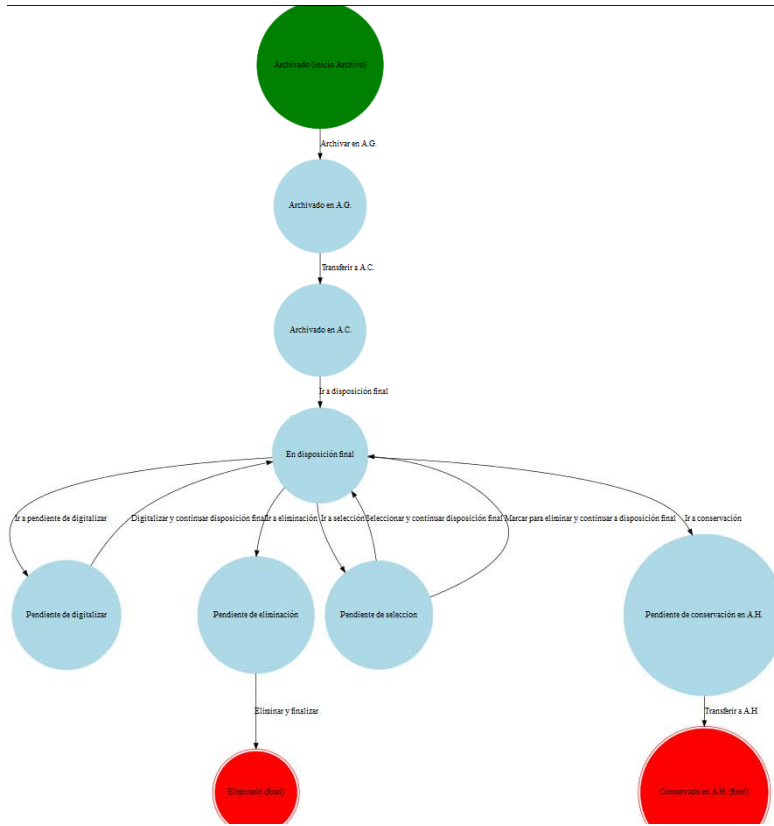 Archivado (inicio Archivo)
Archivar en A.G.
Archivado en A.G.
Transferir a A.C.
Archivado en A.C.
Ir a disposición final
En disposición final
Ir a pendiente de digitalizar
Digitalizar y continuar disposición final
Ir a eliminación
Ir a selección
Seleccionar y continuar disposición final
Marcar para eliminar y continuar a disposición final
Ir a conservación
Pendiente de digitalizar
Pendiente de eliminación
Pendiente de seleccion
Pendiente de conservación en A.H.
Eliminar y finalizar
Transferir a A.H
Eliminado (final)
Conservado en A.H. (final)